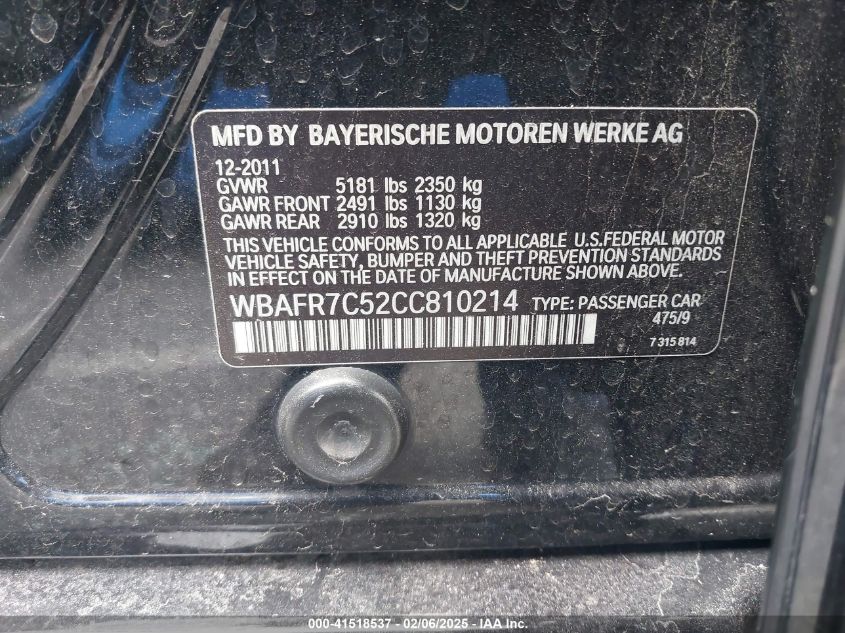 MFD BY BAYERISCHE MOTOREN WERKE AG
12-2011
GVWR 5181 lbs 2350 kg
GAWR FRONT 2491 lbs 1130 kg
GAWR REAR 2910 lbs 1320 kg
THIS VEHICLE CONFORMS TO ALL APPLICABLE U.S.FEDERAL MOTOR
VEHICLE SAFETY, BUMPER AND THEFT PREVENTION STANDARDS
IN EFFECT ON THE DATE OF MANUFACTURE SHOWN ABOVE.
WBAFR7C52CC810214 TYPE: PASSENGER CAR
475/9
7 315 814
000-41518537 - 02/06/2025 - IAA Inc.